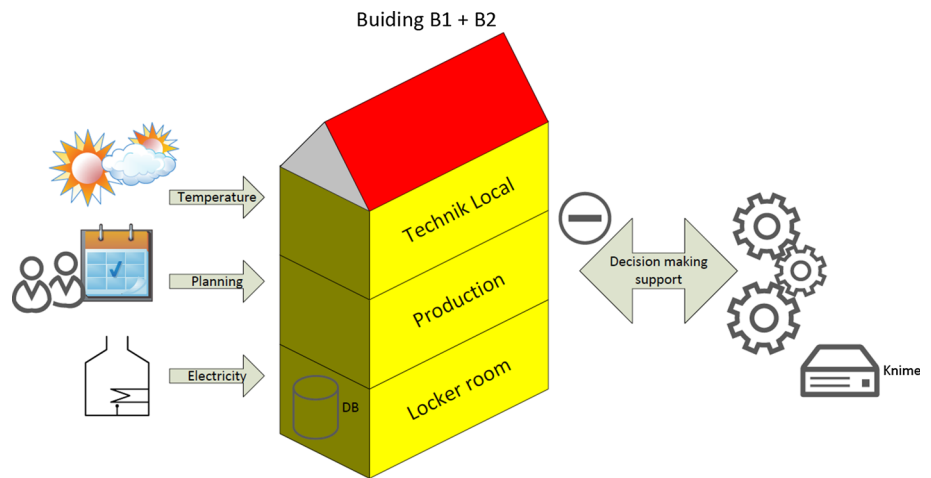 Buiding B1 + B2
Temperature
Technik Local
Planning
Production
Decision making
support
Electricity
Locker room
DB
Knime